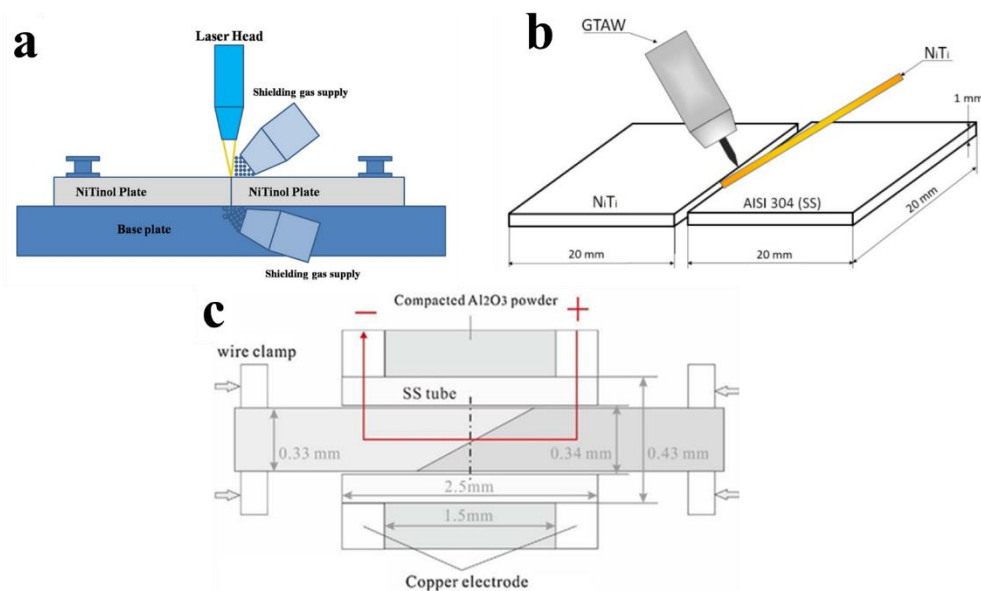 a
Laser Head
Shielding gas supply
NiTinol Plate
NiTinol Plate
Base plate
Shielding gas supply
b
GTAW
NiTi
1 mm
NiTi
AISI 304 (SS)
20 mm
20 mm
20 mm
c
Compacted Al2O3 powder
− +
wire clamp
SS tube
0.33 mm
0.34 mm
0.43 mm
2.5mm
1.5mm
Copper electrode